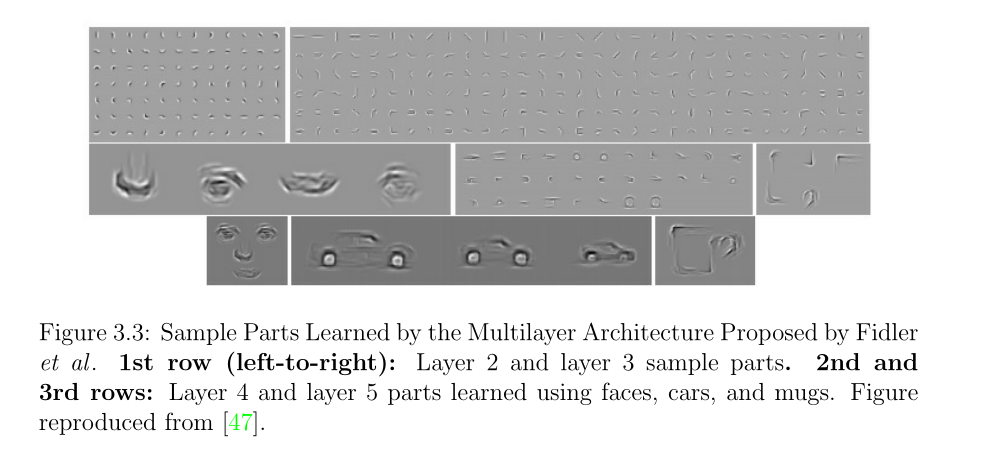 Figure 3.3: Sample Parts Learned by the Multilayer Architecture Proposed by Fidler
et al. 1st row (left-to-right): Layer 2 and layer 3 sample parts. 2nd and
3rd rows: Layer 4 and layer 5 parts learned using faces, cars, and mugs. Figure
reproduced from [47].